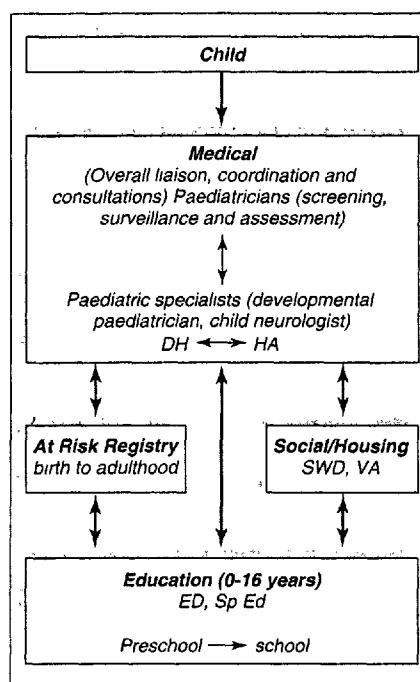 Child
Medical
(Overall liaison, coordination and
consultations) Paediatricians (screening,
surveillance and assessment)
Paediatric specialists (developmental
paediatrician, child neurologist)
DH HA
At Risk Registry
birth to adulthood
Social/Housing
SWD, VA
Education (0-16 years)
ED, Sp Ed
Preschool school